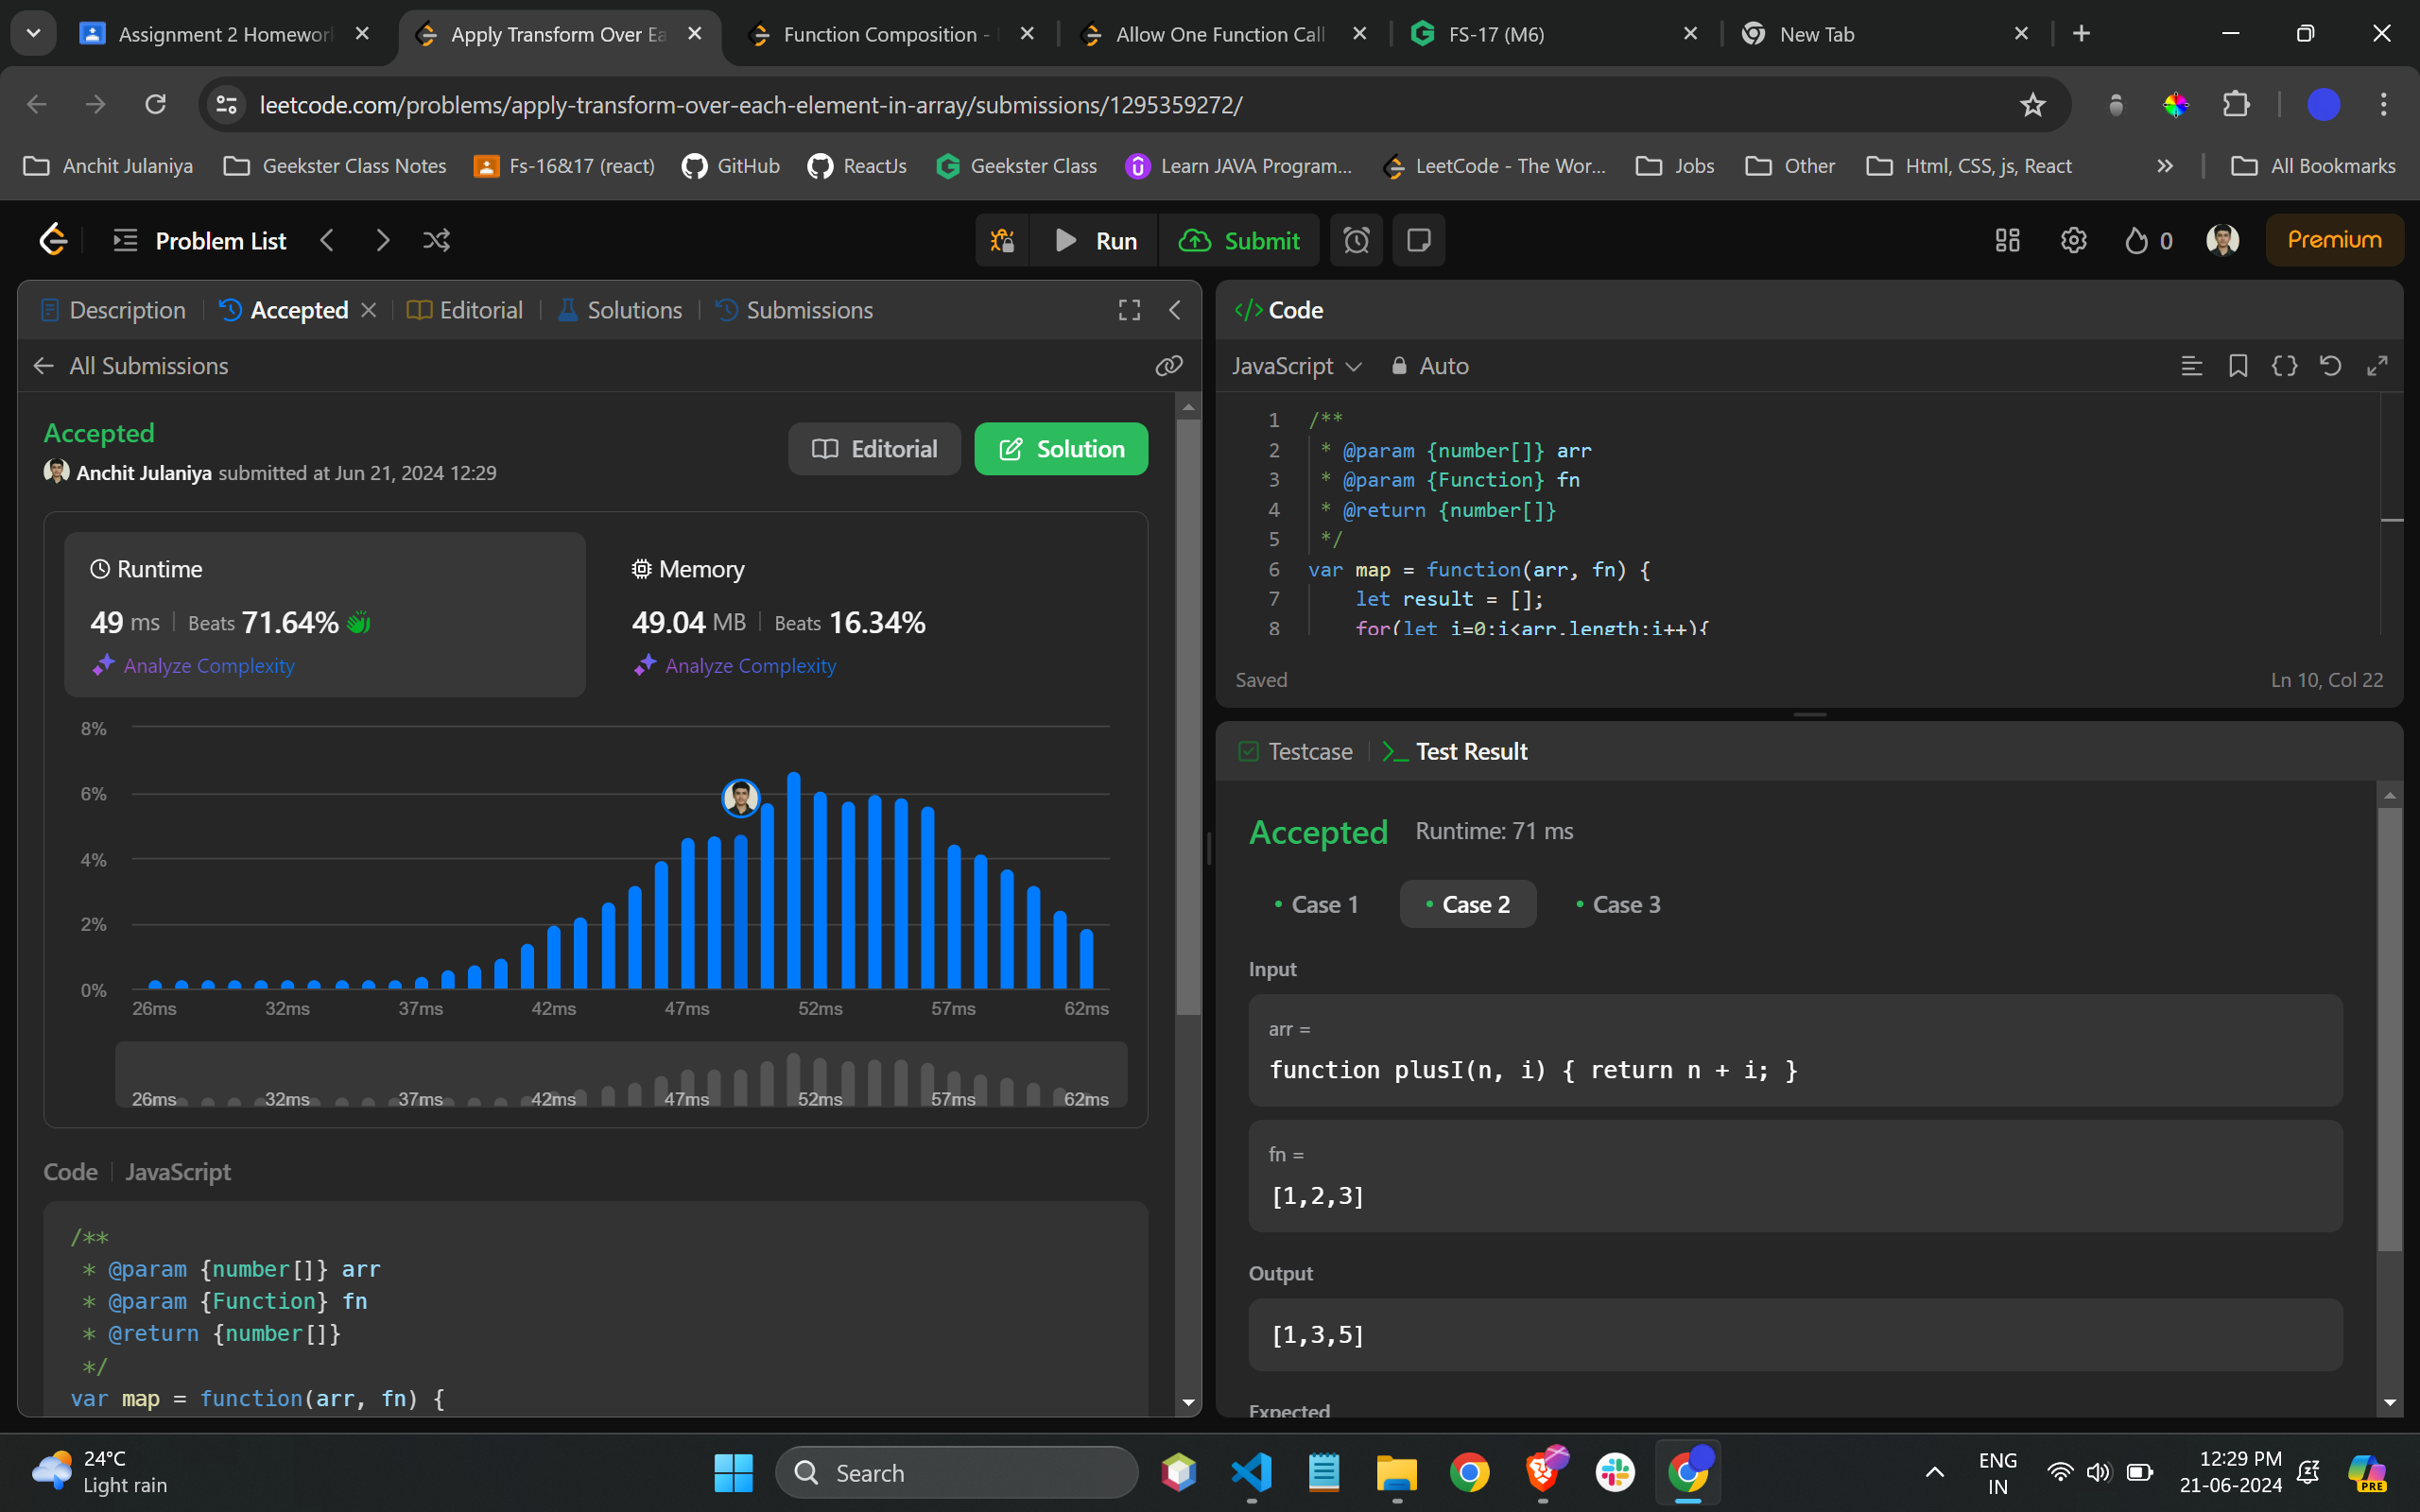 Assignment 2 Homewor
Apply Transform Over Ea
Function Composition -
Allow One Function Call
FS-17 (M6)
New Tab
leetcode.com/problems/apply-transform-over-each-element-in-array/submissions/1295359272/
Anchit Julaniya
Geekster Class Notes
Fs-16&17 (react)
GitHub
ReactJs
Geekster Class
Learn JAVA Program...
LeetCode - The Wor...
Jobs
Other
Html, CSS, js, React
All Bookmarks
Problem List
Run
Submit
0
Premium
Description
Accepted
Editorial
Solutions
Submissions
All Submissions
Accepted
Anchit Julaniya submitted at Jun 21, 2024 12:29
Editorial
Solution
Runtime
49 ms
Beats 71.64%
Analyze Complexity
Memory
49.04 MB
Beats 16.34%
Analyze Complexity
8%
6%
4%
2%
0%
26ms 32ms 37ms 42ms 47ms 52ms 57ms 62ms
26ms 32ms 37ms 42ms 47ms 52ms 57ms 62ms
Code
JavaScript
/**
* @param {number[]} arr
* @param {Function} fn
* @return {number[]}
*/
var map = function(arr, fn) {
</> Code
JavaScript
Auto
1 /**
2 * @param {number[]} arr
3 * @param {Function} fn
4 * @return {number[]}
5 */
6 var map = function(arr, fn) {
7 let result = [];
8 for(let i=0;i<arr.length;i++){
Saved
Ln 10, Col 22
Testcase
Test Result
Accepted
Runtime: 71 ms
Case 1
Case 2
Case 3
Input
arr =
function plusI(n, i) { return n + i; }
fn =
[1,2,3]
Output
[1,3,5]
Expected
24°C
Light rain
Search
ENG
IN
12:29 PM
21-06-2024
PRE